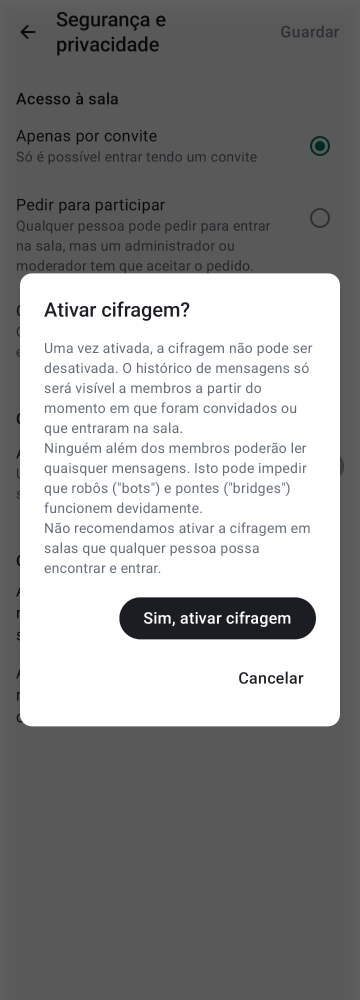 Segurança e
privacidade
Guardar
Acesso à sala
Apenas por convite
Só é possível entrar tendo um convite
Pedir para participar
Qualquer pessoa pode pedir para entrar
na sala, mas um administrador ou
moderador tem que aceitar o pedido.
Ativar cifragem?
Uma vez ativada, a cifragem não pode ser
desativada. O histórico de mensagens só
será visível a membros a partir do
momento em que foram convidados ou
que entraram na sala.
Ninguém além dos membros poderão ler
quaisquer mensagens. Isto pode impedir
que robôs ("bots") e pontes ("bridges")
funcionem devidamente.
Não recomendamos ativar a cifragem em
salas que qualquer pessoa possa
encontrar e entrar.
Sim, ativar cifragem
Cancelar